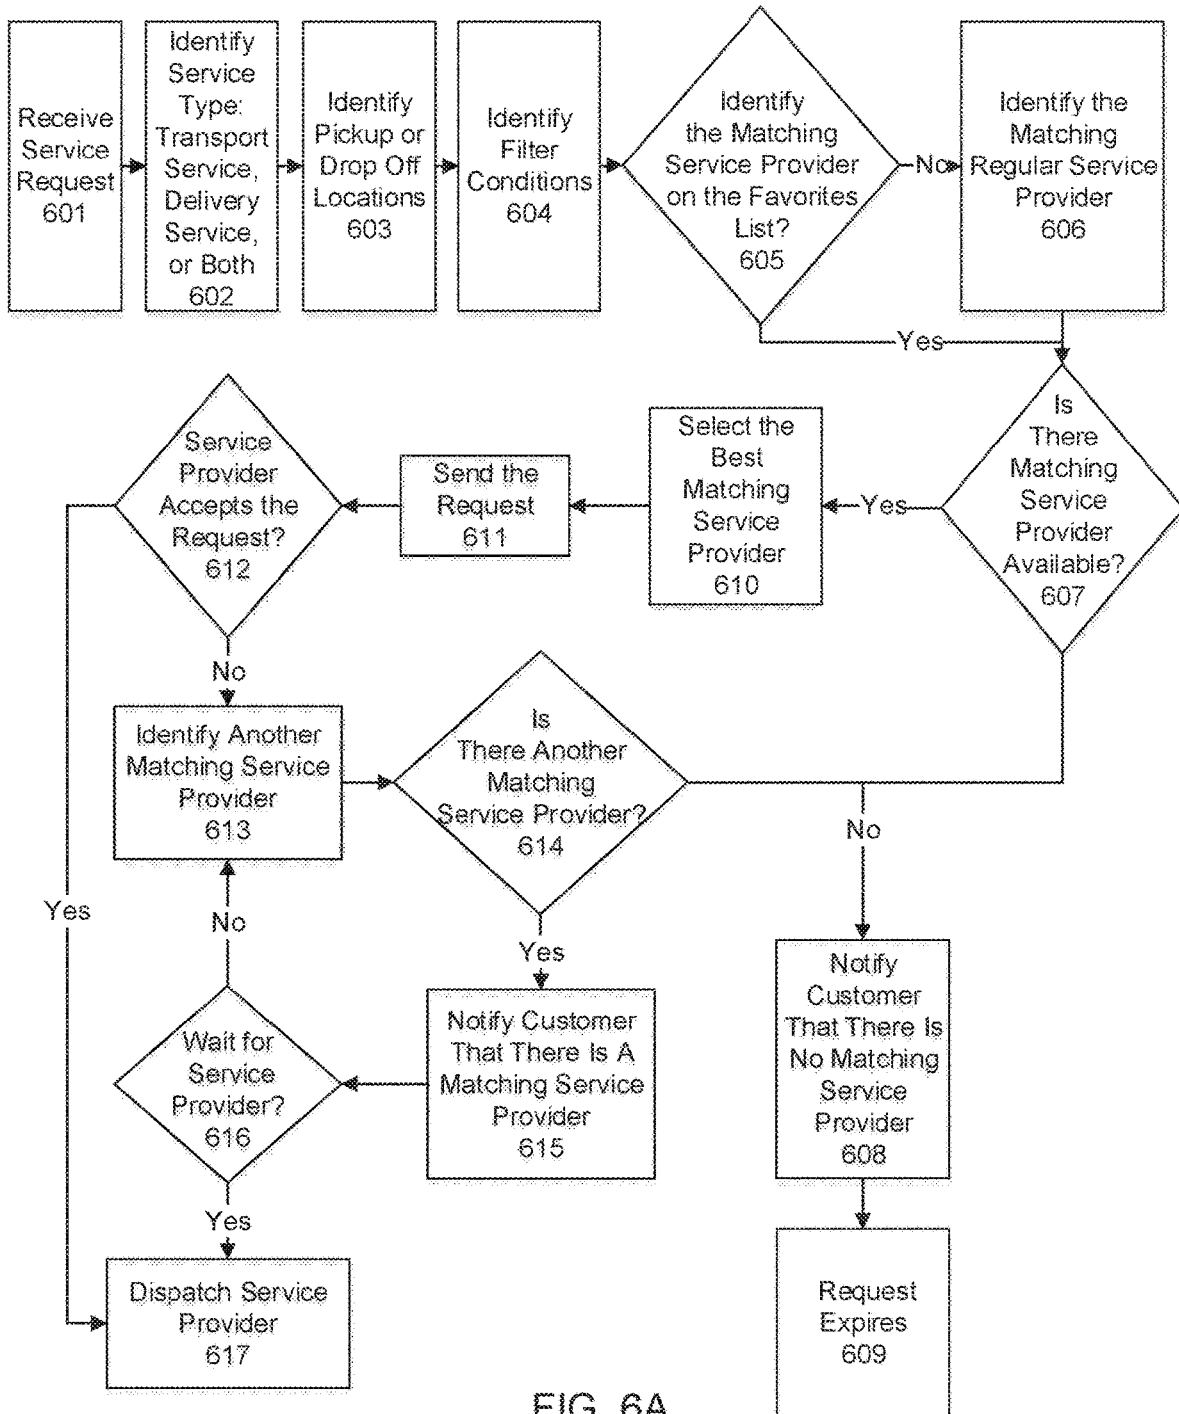 Receive
Service
Request
601
Identify
Service
Type:
Transport
Service,
Delivery
Service,
or Both
602
Identify
Pickup or
Drop Off
Locations
603
Identify
Filter
Conditions
604
Identify
the Matching
Service Provider
on the Favorites
List?
605
No
Identify the
Matching
Regular Service
Provider
606
Yes
Is
There
Matching
Service
Provider
Available?
607
Yes
Select the
Best
Matching
Service
Provider
610
Send the
Request
611
Service
Provider
Accepts the
Request?
612
No
Yes
Identify Another
Matching Service
Provider
613
Is
There Another
Matching
Service Provider?
614
No
Yes
Notify Customer
That There Is A
Matching Service
Provider
615
Wait for
Service
Provider?
616
No
Yes
Dispatch Service
Provider
617
Notify
Customer
That There Is
No Matching
Service
Provider
608
Request
Expires
609
FIG. 6A